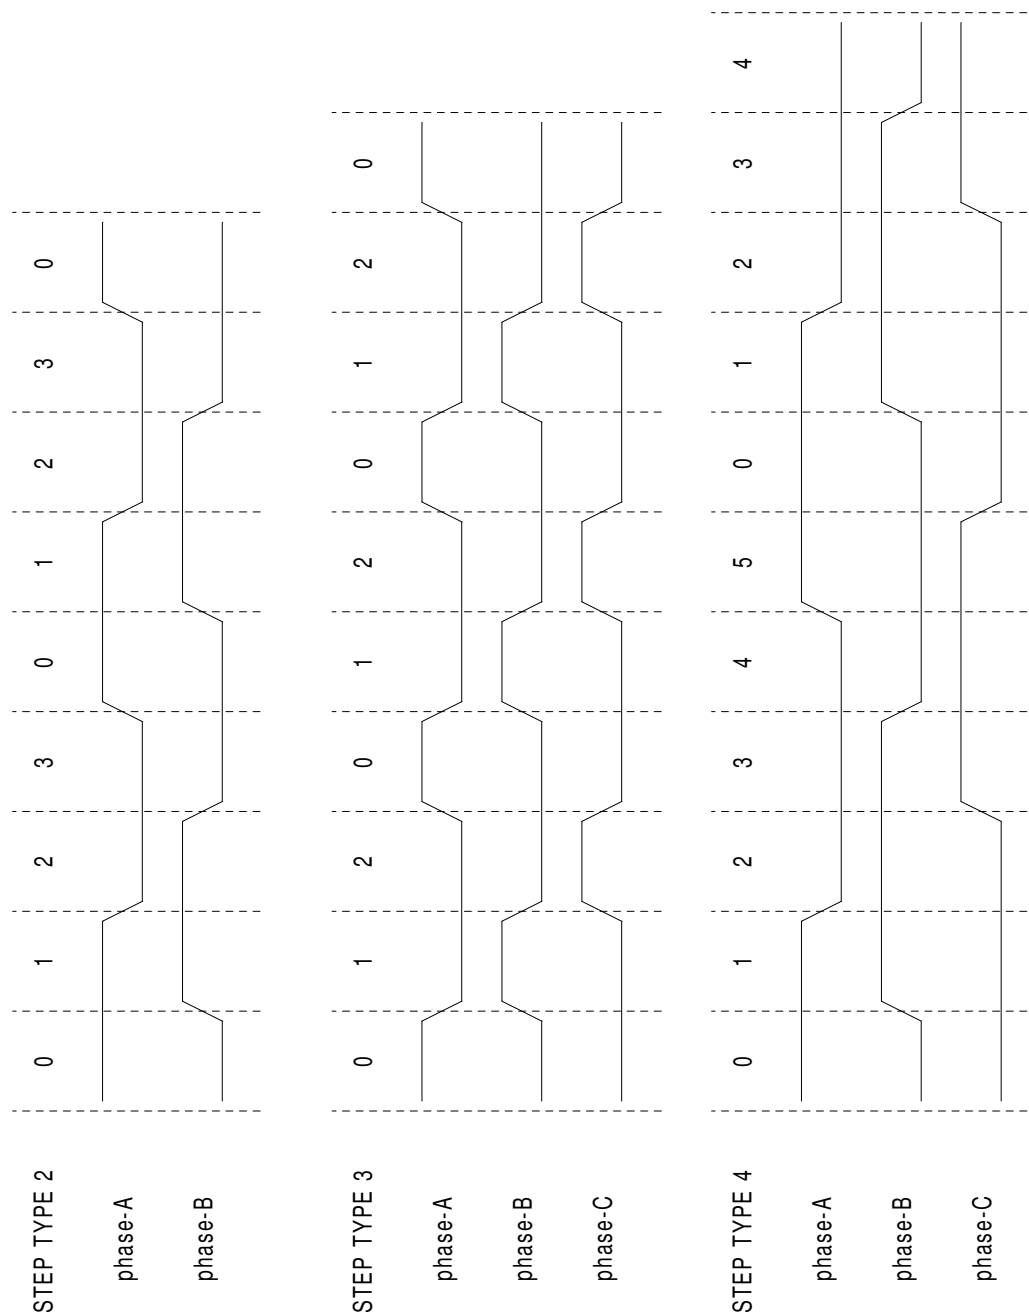 STEP TYPE 2 0 1 2 3 0 1 2 3 0
phase-A
phase-B
STEP TYPE 3 0 1 2 0 1 2 0 1 2 0
phase-A
phase-B
phase-C
STEP TYPE 4 0 1 2 3 4 5 0 1 2 3 4
phase-A
phase-B
phase-C